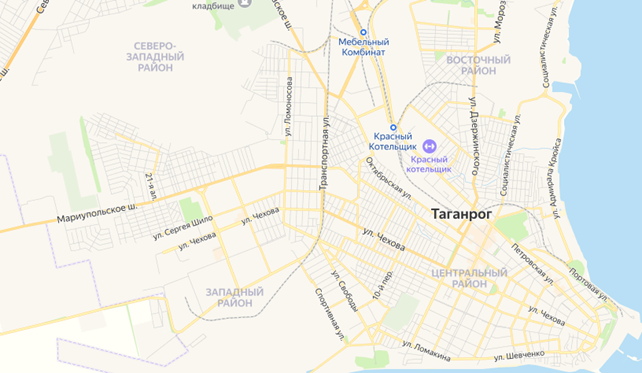 кладбище
ское ш.
Сев
ул. Мороз
Социалистическая ул.
СЕВЕРО-
ЗАПАДНЫЙ
РАЙОН
Мебельный
Комбинат
ВОСТОЧНЫЙ
РАЙОН
ш.
ул. Ломоносова
Транспортная ул.
ул. Дзержинского
Социалистическая ул.
Красный
Котельщик
Красный
котельщик
Октябрьская ул.
ул. Адмирала Крюйса
21-я ал.
Мариупольское ш.
Таганрог
ул. Сергея Шило
ул. Чехова
ул. Чехова
ул. Чехова
Петровская ул.
Портовая ул.
ЦЕНТРАЛЬНЫЙ
РАЙОН
10-й пер.
ул. Свободы
ЗАПАДНЫЙ
РАЙОН
Спортивная ул.
ул. Чехова
ул. Ломакина
ул. Шевченко